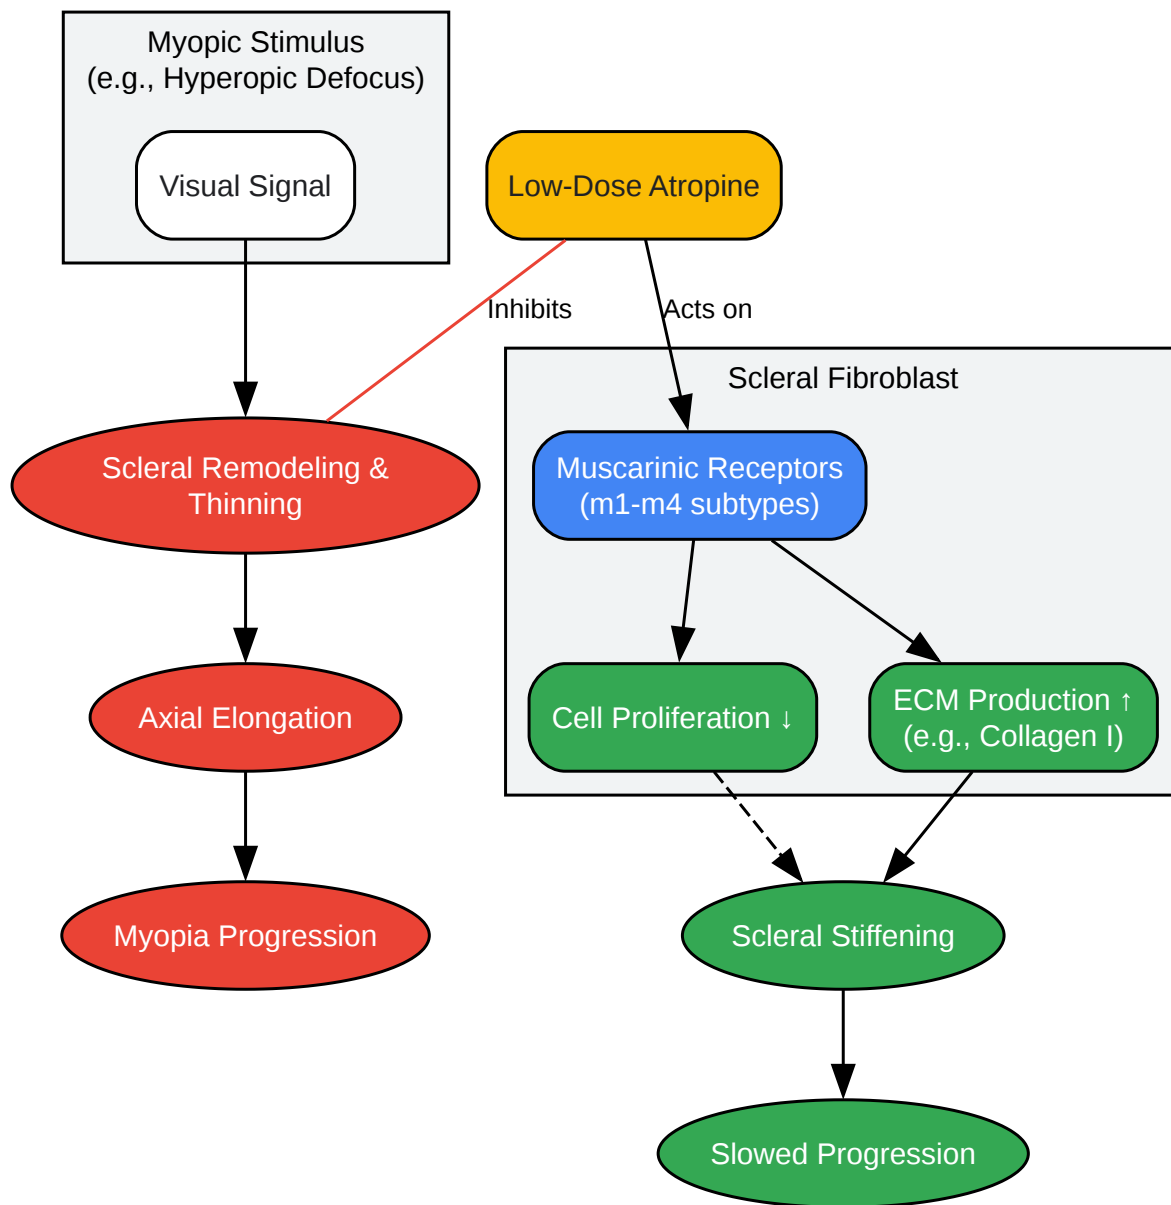 Myopic Stimulus
(e.g., Hyperopic Defocus)
Visual Signal
Low-Dose Atropine
Inhibits
Acts on
Scleral Fibroblast
Scleral Remodeling &
Thinning
Muscarinic Receptors
(m1-m4 subtypes)
Axial Elongation
Cell Proliferation ↓
ECM Production ↑
(e.g., Collagen I)
Myopia Progression
Scleral Stiffening
Slowed Progression